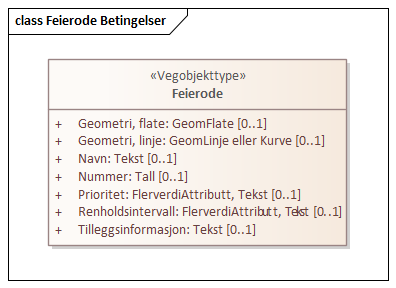 class Feierode Betingelser
«Vegobjekttype»
Feierode
+ Geometri, flate: GeomFlate [0..1]
+ Geometri, linje: GeomLinje eller Kurve [0..1]
+ Navn: Tekst [0..1]
+ Nummer: Tall [0..1]
+ Prioritet: FlerverdiAttributt, Tekst [0..1]
+ Renholdsintervall: FlerverdiAttributt, Tekst [0..1]
+ Tilleggsinformasjon: Tekst [0..1]